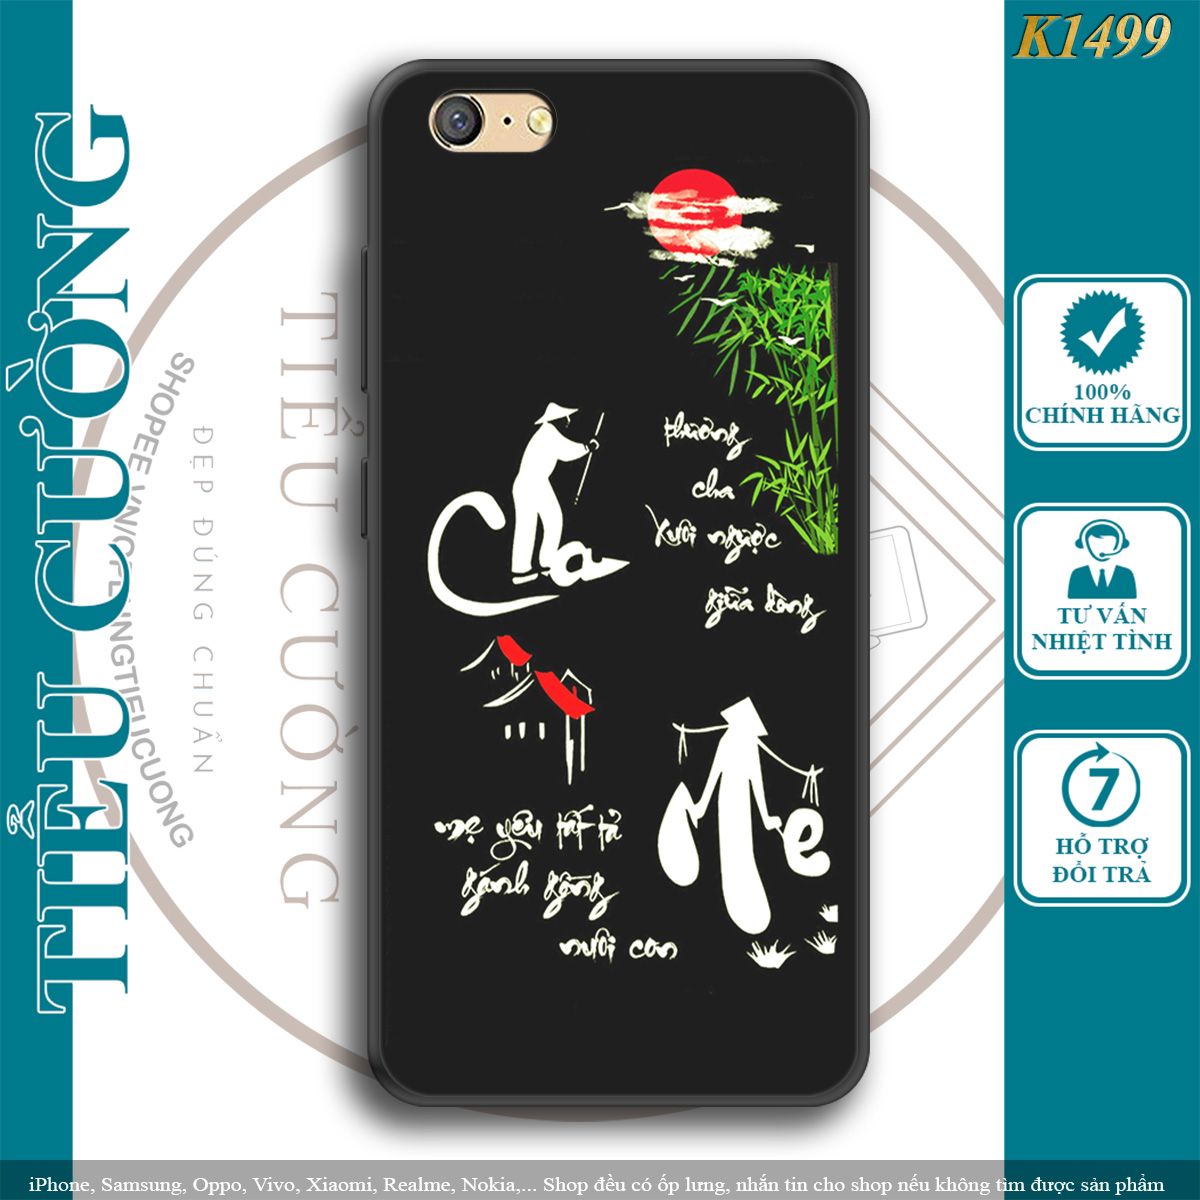 K1499
TIỂU CƯỜNG
SHOPEE.VN/OPLUNGTIEUCUONG
ĐẸP ĐÚNG CHUẨN
TIỂU CƯỜNG
Cha
thương
cha
Xuôi ngược
giữa dòng
Mẹ
mẹ yêu tất tả
gánh gồng
nuôi con
100%
CHÍNH HÃNG
TƯ VẤN
NHIỆT TÌNH
7
HỖ TRỢ
ĐỔI TRẢ
iPhone, Samsung, Oppo, Vivo, Xiaomi, Realme, Nokia,... Shop đều có ốp lưng, nhắn tin cho shop nếu không tìm được sản phẩm